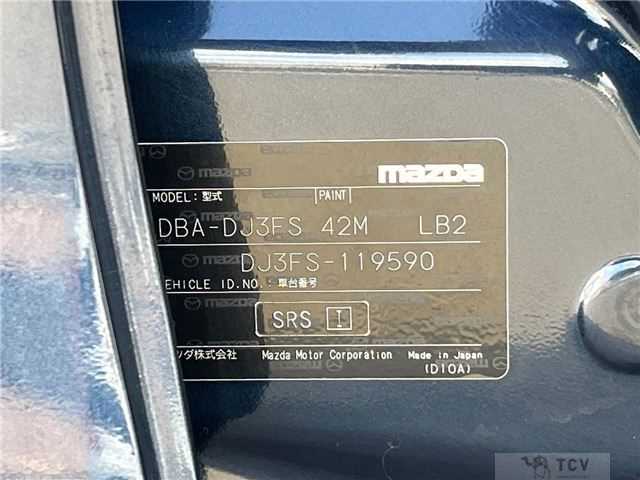 mazda
MODEL: 型式 PAINT
DBA-DJ3FS 42M LB2
DJ3FS-119590
VEHICLE ID.NO.: 車台番号
SRS I
ツダ株式会社 Mazda Motor Corporation Made in Japan
(D10A)
TCV